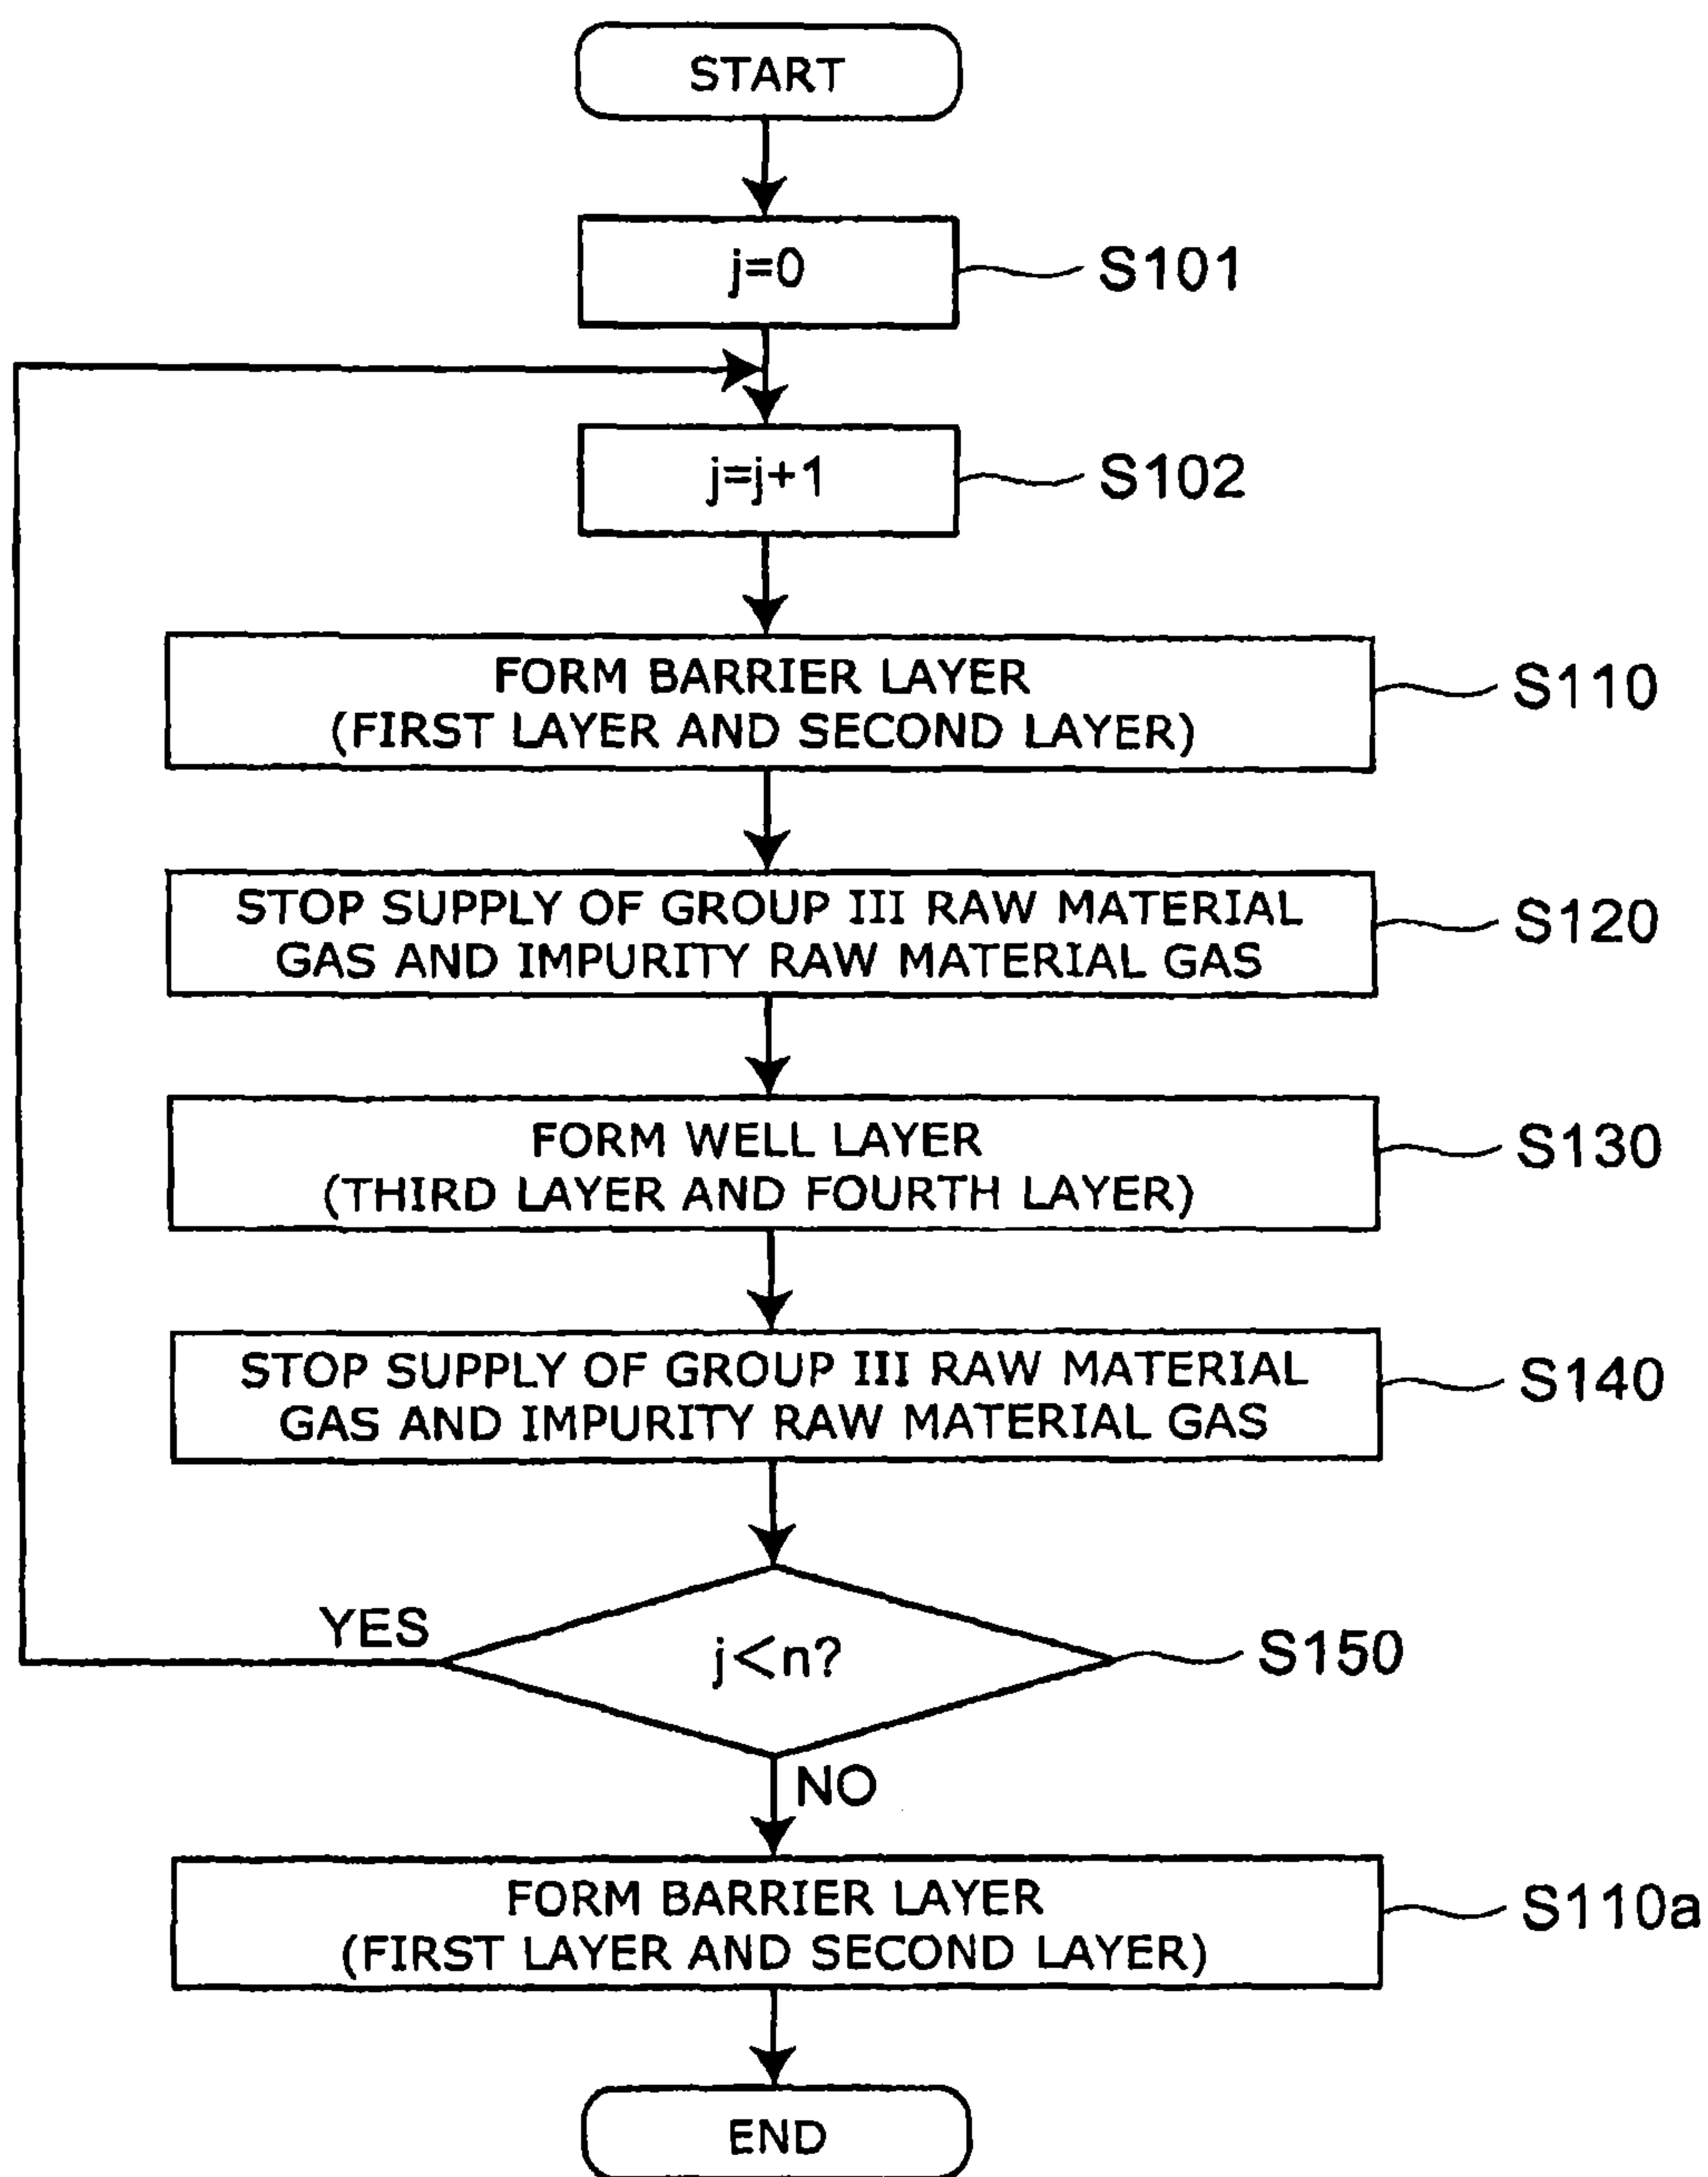 START
j=0
S101
j=j+1
S102
FORM BARRIER LAYER
(FIRST LAYER AND SECOND LAYER)
S110
STOP SUPPLY OF GROUP III RAW MATERIAL
GAS AND IMPURITY RAW MATERIAL GAS
S120
FORM WELL LAYER
(THIRD LAYER AND FOURTH LAYER)
S130
STOP SUPPLY OF GROUP III RAW MATERIAL
GAS AND IMPURITY RAW MATERIAL GAS
S140
YES
j<n?
S150
NO
FORM BARRIER LAYER
(FIRST LAYER AND SECOND LAYER)
S110a
END